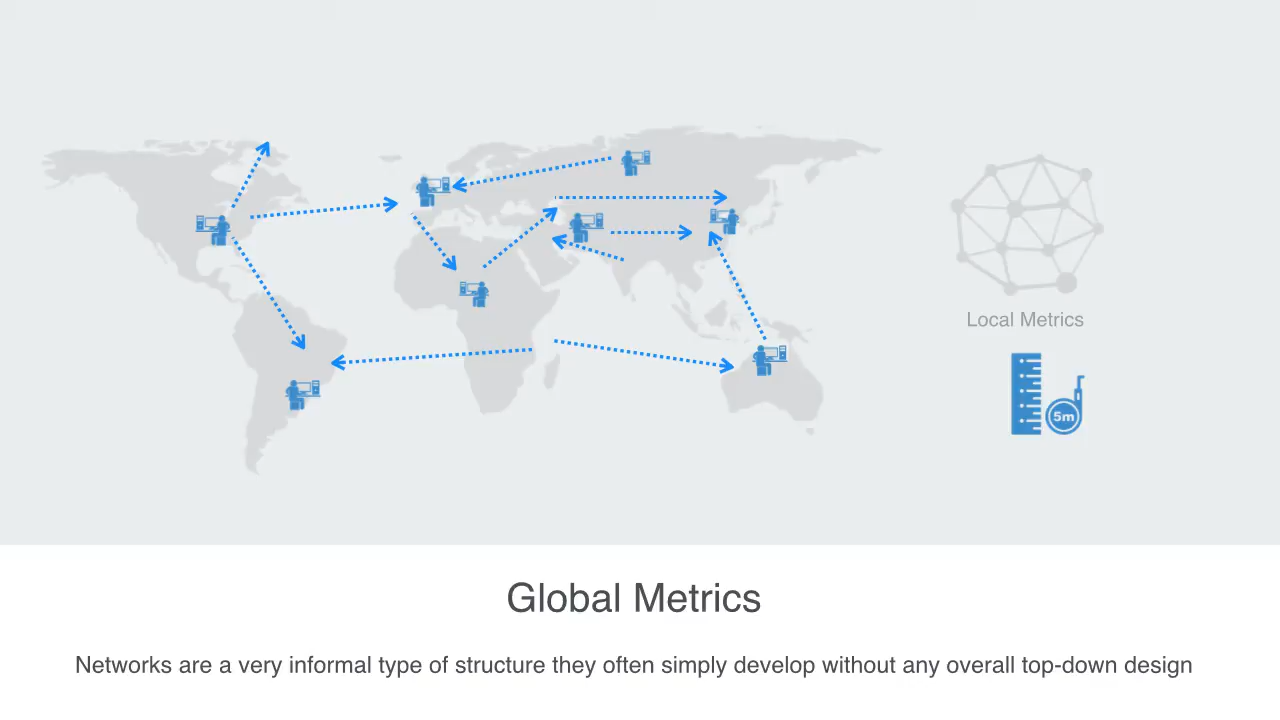 Local Metrics
5m
Global Metrics
Networks are a very informal type of structure they often simply develop without any overall top-down design